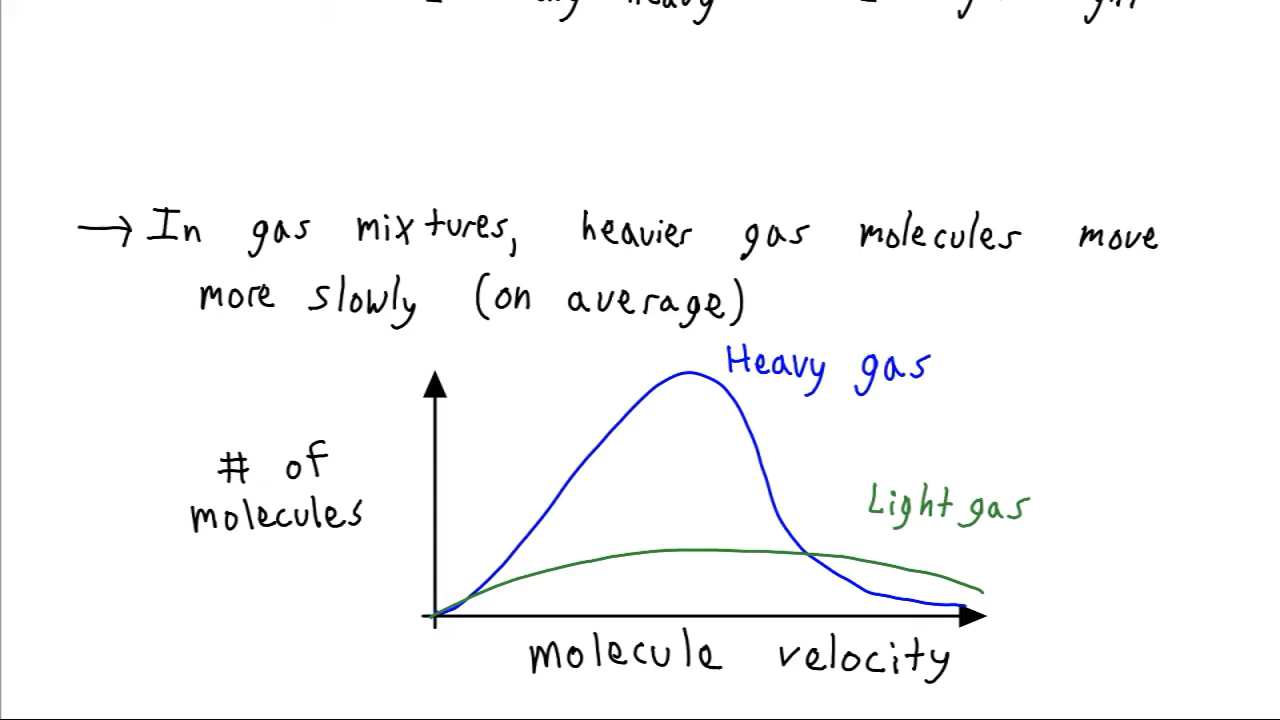 heavy
→ In gas mixtures, heavier gas molecules move
more slowly (on average)
Heavy gas
# of
molecules
Light gas
molecule velocity